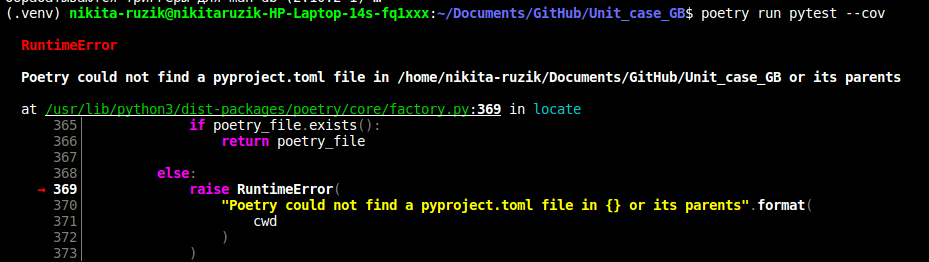 (.venv) nikita-ruzik@nikitaruzik-HP-Laptop-14s-fq1xxx:~/Documents/GitHub/Unit_case_GB$ poetry run pytest --cov
RuntimeError
Poetry could not find a pyproject.toml file in /home/nikita-ruzik/Documents/GitHub/Unit_case_GB or its parents
at /usr/lib/python3/dist-packages/poetry/core/factory.py:369 in locate
365│ if poetry_file.exists():
366│ return poetry_file
367│
368│ else:
→ 369│ raise RuntimeError(
370│ "Poetry could not find a pyproject.toml file in {} or its parents".format(
371│ cwd
372│ )
373│ )